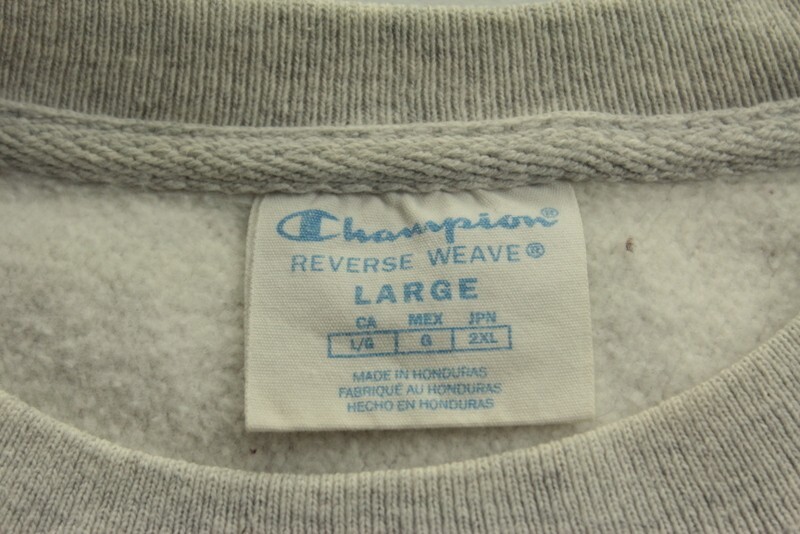 Champion®
REVERSE WEAVE®
LARGE
CA MEX JPN
L/G G 2XL
MADE IN HONDURAS
FABRIQUÉ AU HONDURAS
HECHO EN HONDURAS